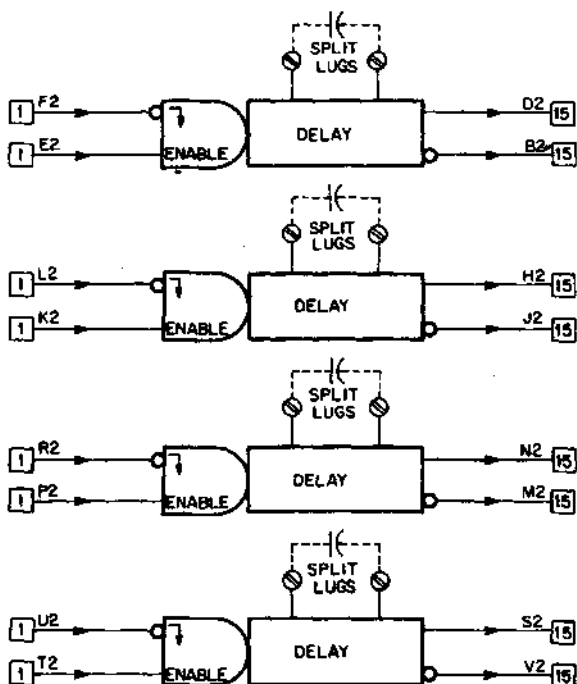 SPLIT
LUGS
1 F2 D2 15
DELAY
1 E2 ENABLE B2 15
SPLIT
LUGS
1 L2 H2 15
DELAY
1 K2 ENABLE J2 15
SPLIT
LUGS
1 R2 N2 15
DELAY
1 P2 ENABLE M2 15
SPLIT
LUGS
1 U2 S2 15
DELAY
1 T2 ENABLE V2 15